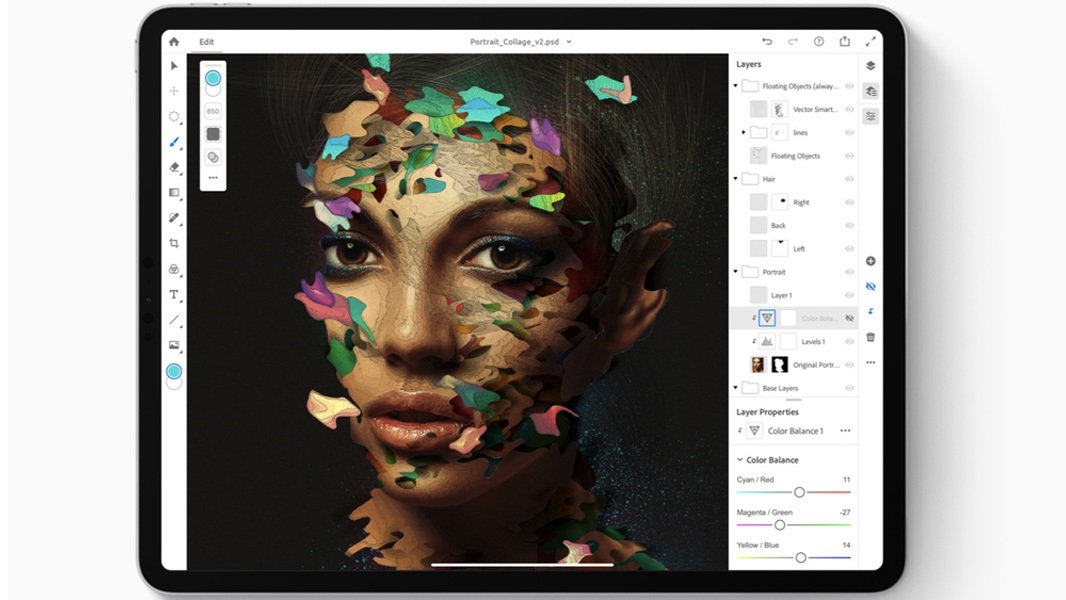 Edit
Portrait_Collage_v2.psd
650
T
Layers
Floating Objects (alway...
Vector Smart...
lines
Floating Objects
Hair
Right
Back
Left
Portrait
Layer 1
Color Bala...
Levels 1
Original Portr...
Base Layers
Layer Properties
Color Balance 1
Color Balance
Cyan / Red 11
Magenta / Green -27
Yellow / Blue 14